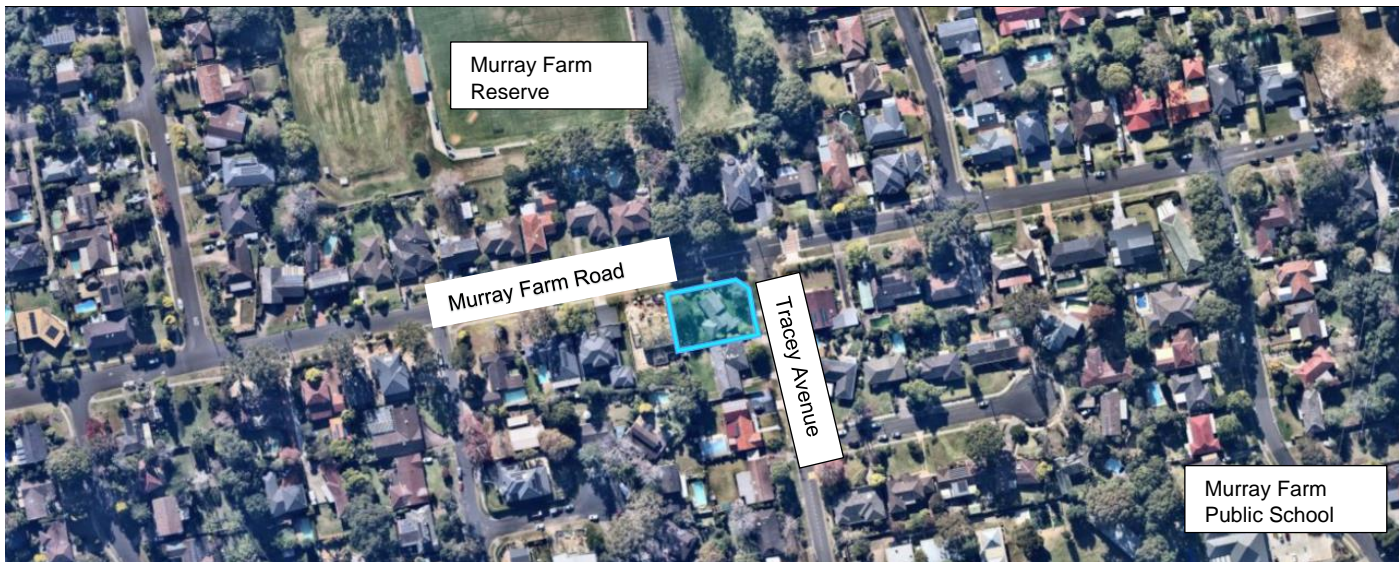 Murray Farm
Reserve
Murray Farm Road
Tracey Avenue
Murray Farm
Public School